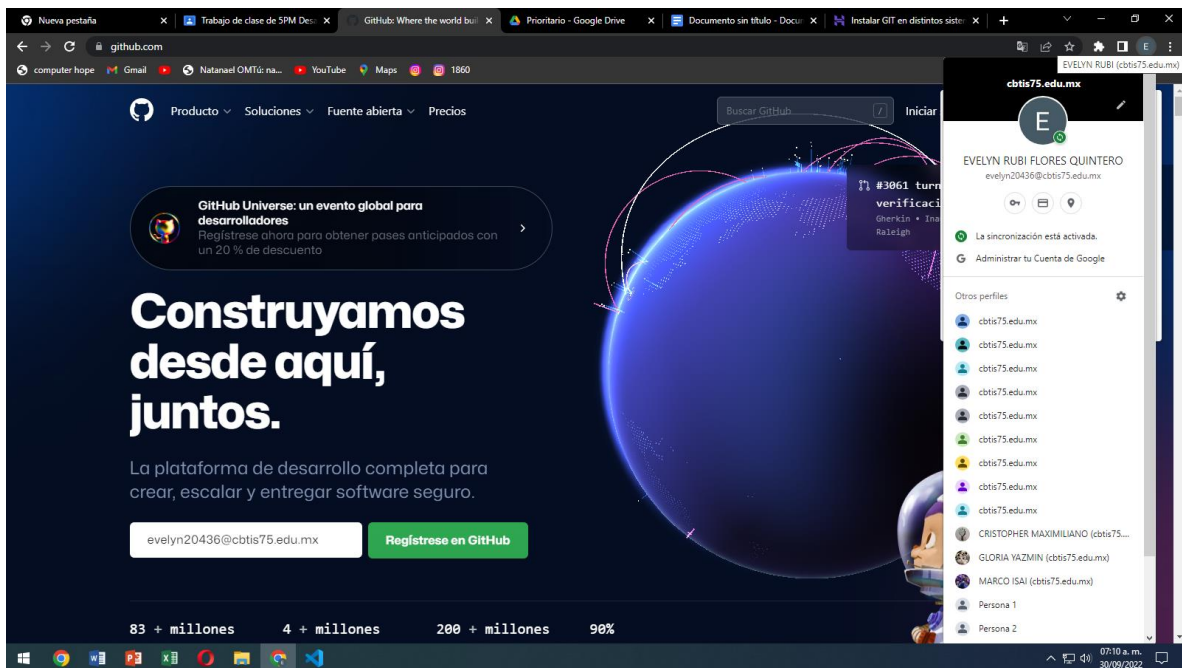 Nueva pestaña
Trabajo de clase de 5PM Des
GitHub: Where the world buil
Prioritario - Google Drive
Documento sin título - Docu
Instalar GIT en distintos siste
github.com
computer hope
Gmail
Natanael OMTú: na...
YouTube
Maps
1860
EVELYN RUBI (cbtis75.edu.mx)
Producto
Soluciones
Fuente abierta
Precios
Buscar GitHub
/
Iniciar
GitHub Universe: un evento global para
desarrolladores
Regístrese ahora para obtener pases anticipados con
un 20 % de descuento
#3061 turn
verificaci
Gherkin • Ina
Raleigh
Construyamos
desde aquí,
juntos.
La plataforma de desarrollo completa para
crear, escalar y entregar software seguro.
evelyn20436@cbtis75.edu.mx
Regístrese en GitHub
83 + millones
4 + millones
200 + millones
90%
cbtis75.edu.mx
E
EVELYN RUBI FLORES QUINTERO
evelyn20436@cbtis75.edu.mx
La sincronización está activada.
G Administrar tu Cuenta de Google
Otros perfiles
cbtis75.edu.mx
cbtis75.edu.mx
cbtis75.edu.mx
cbtis75.edu.mx
cbtis75.edu.mx
cbtis75.edu.mx
cbtis75.edu.mx
cbtis75.edu.mx
cbtis75.edu.mx
CRISTOPHER MAXIMILIANO (cbtis75....
GLORIA YAZMIN (cbtis75.edu.mx)
MARCO ISAI (cbtis75.edu.mx)
Persona 1
Persona 2
07:10 a. m.
30/09/2022